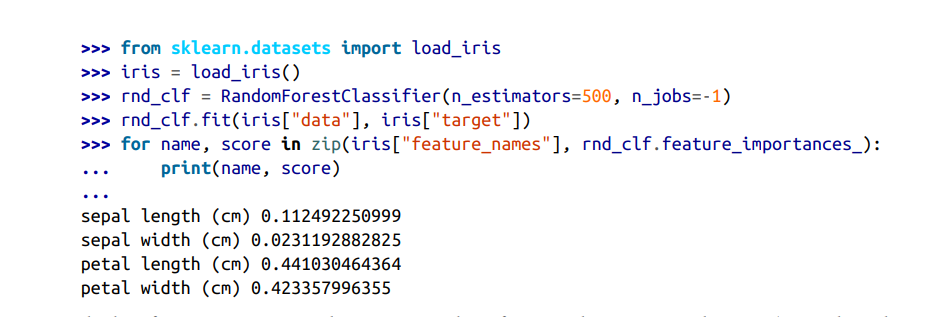 >>> from sklearn.datasets import load_iris
>>> iris = load_iris()
>>> rnd_clf = RandomForestClassifier(n_estimators=500, n_jobs=-1)
>>> rnd_clf.fit(iris["data"], iris["target"])
>>> for name, score in zip(iris["feature_names"], rnd_clf.feature_importances_):
...     print(name, score)
...
sepal length (cm) 0.112492250999
sepal width (cm) 0.0231192882825
petal length (cm) 0.441030464364
petal width (cm) 0.423357996355